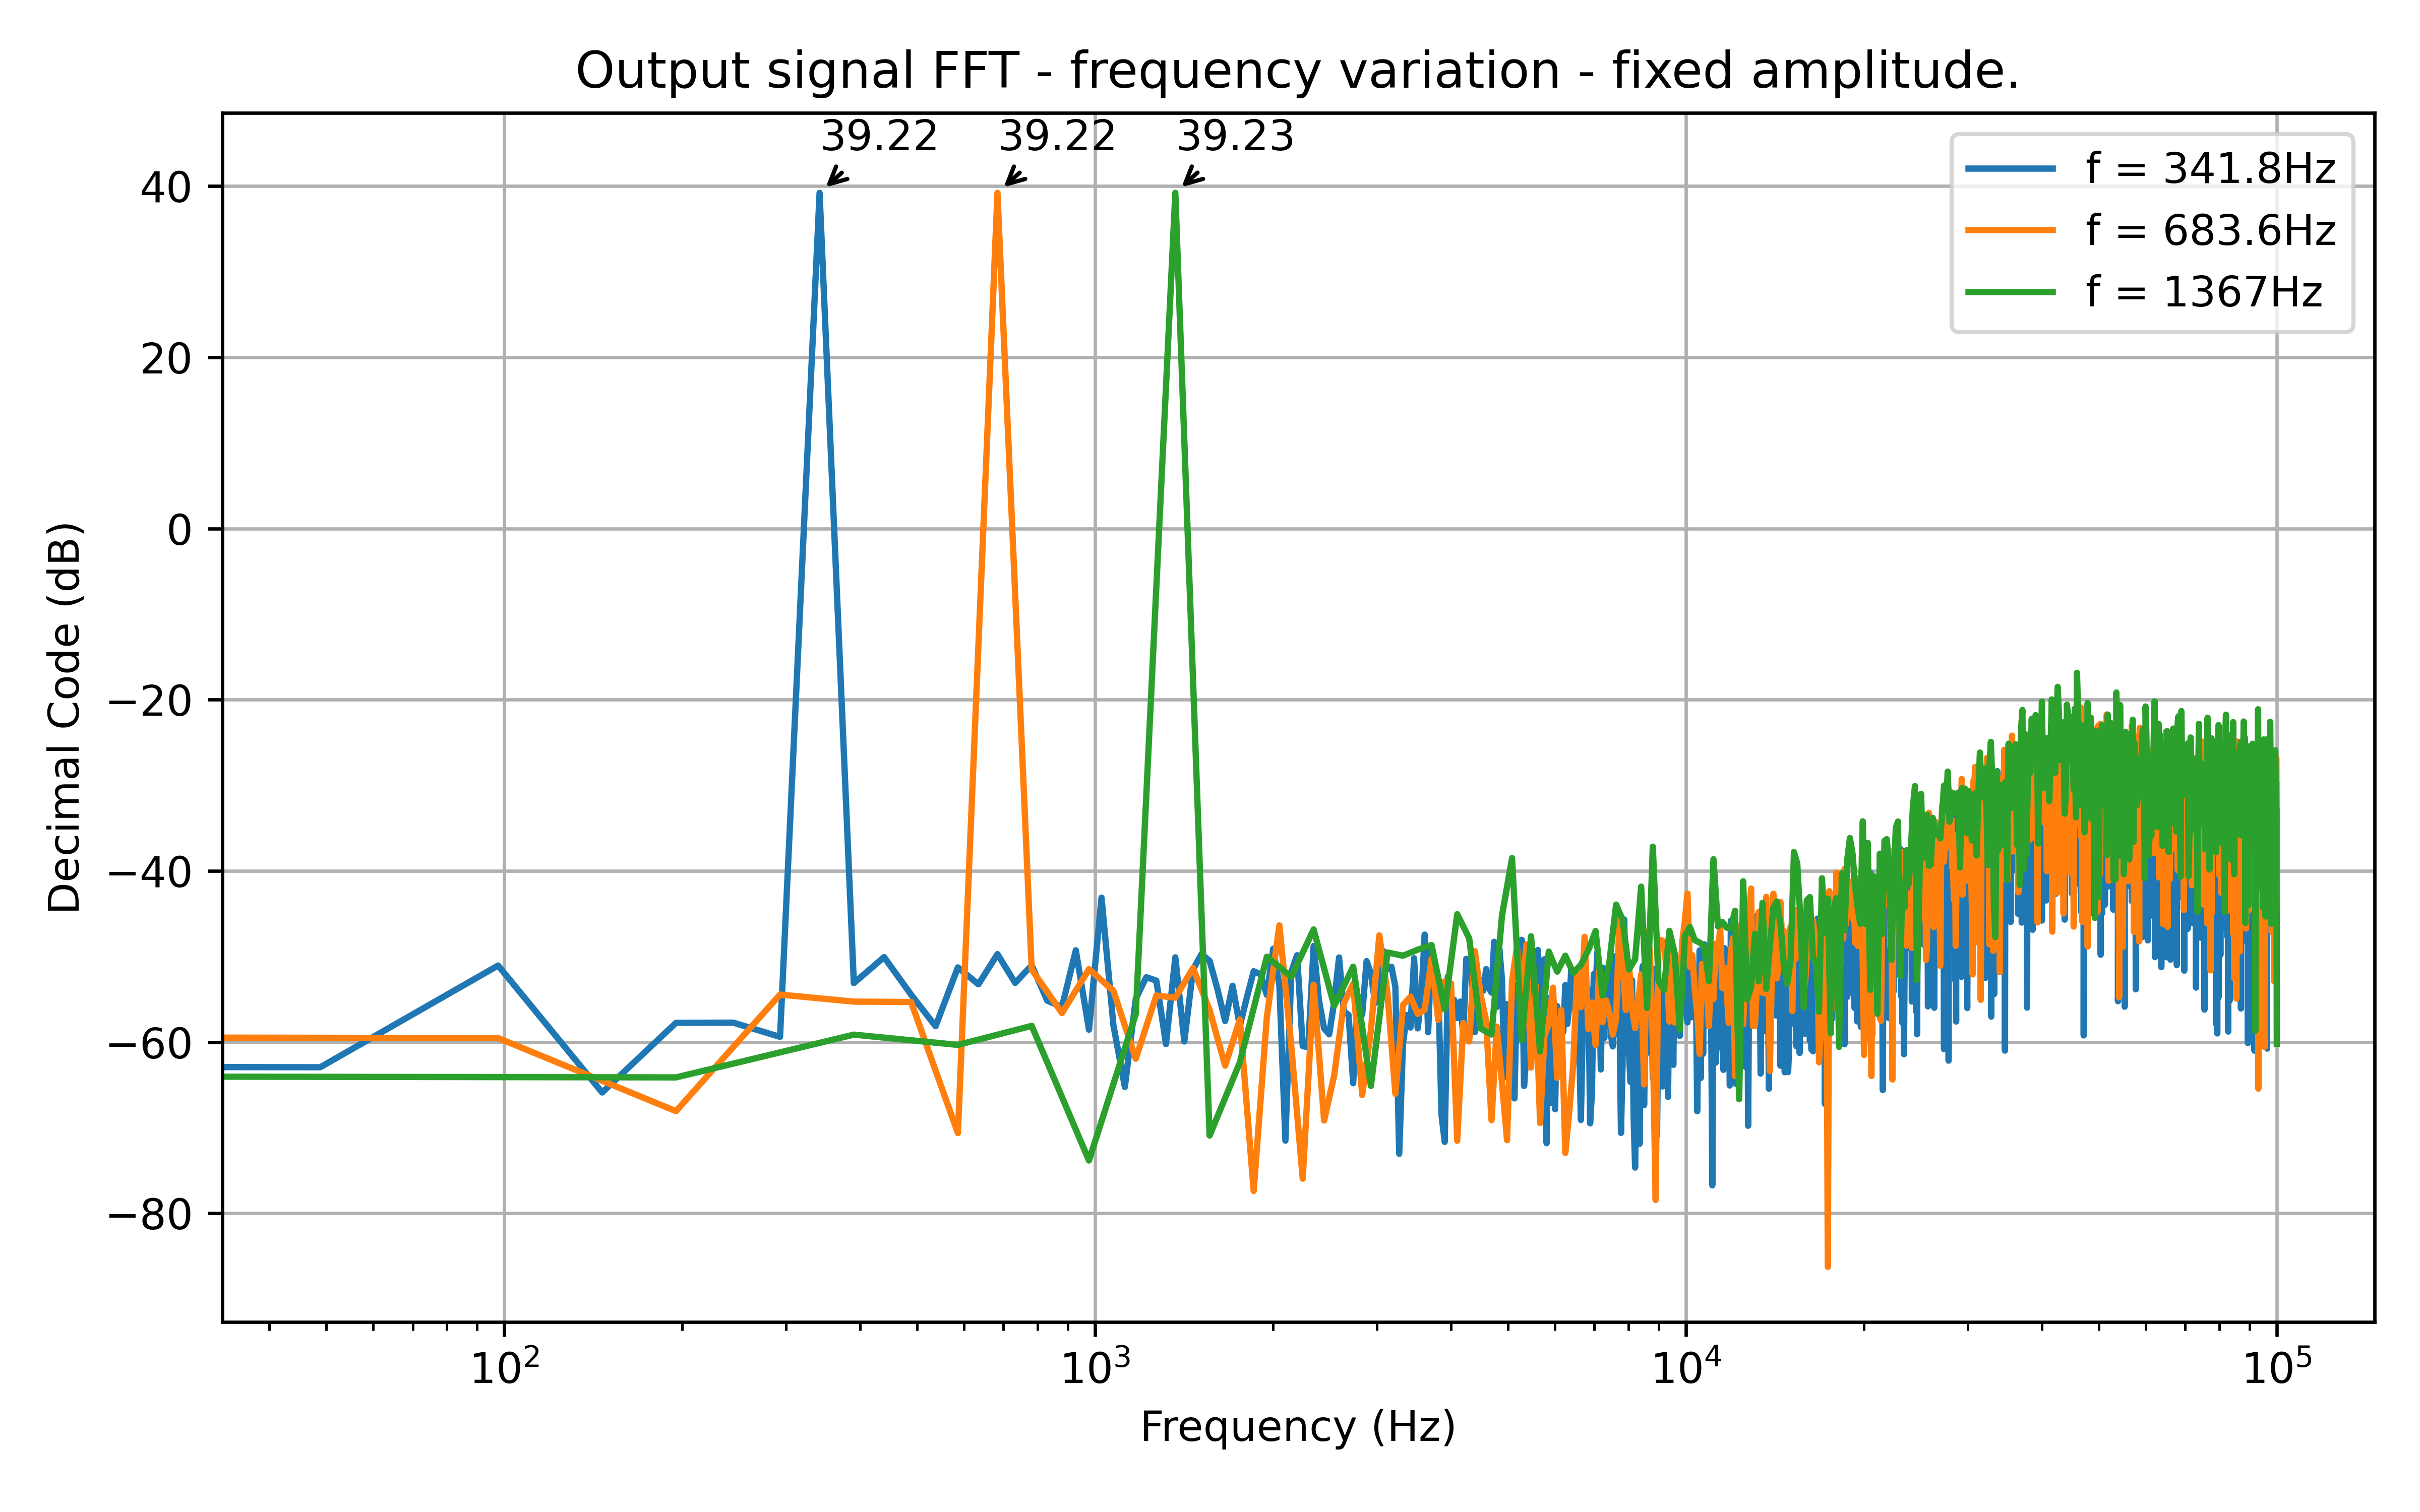 Output signal FFT - frequency variation - fixed amplitude.
39.22 39.22 39.23
f = 341.8Hz
f = 683.6Hz
f = 1367Hz
40
20
0
−20
−40
−60
−80
Decimal Code (dB)
10² 10³ 10⁴ 10⁵
Frequency (Hz)